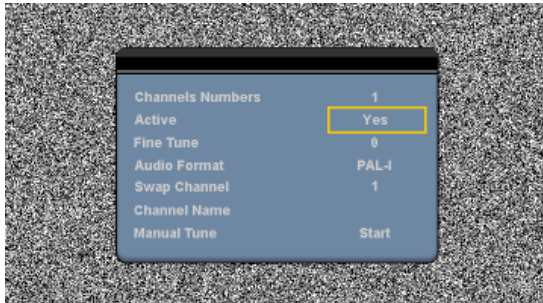 Channels Numbers 1
Active Yes
Fine Tune 0
Audio Format PAL-I
Swap Channel 1
Channel Name
Manual Tune Start